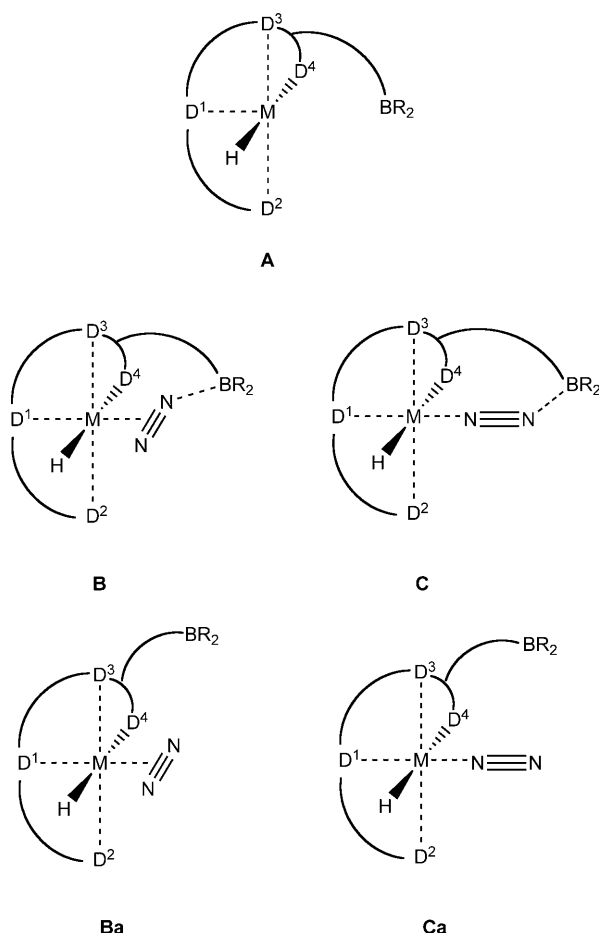 D³
D⁴
D¹ M BR₂
H
D²
A
D³ D³
D⁴ BR₂ D⁴ BR₂
N
D¹ M D¹ M N N
N
H H
D² D²
B C
BR₂ BR₂
D³ D³
D⁴ D⁴
N
D¹ M D¹ M N N
N
H H
D² D²
Ba Ca